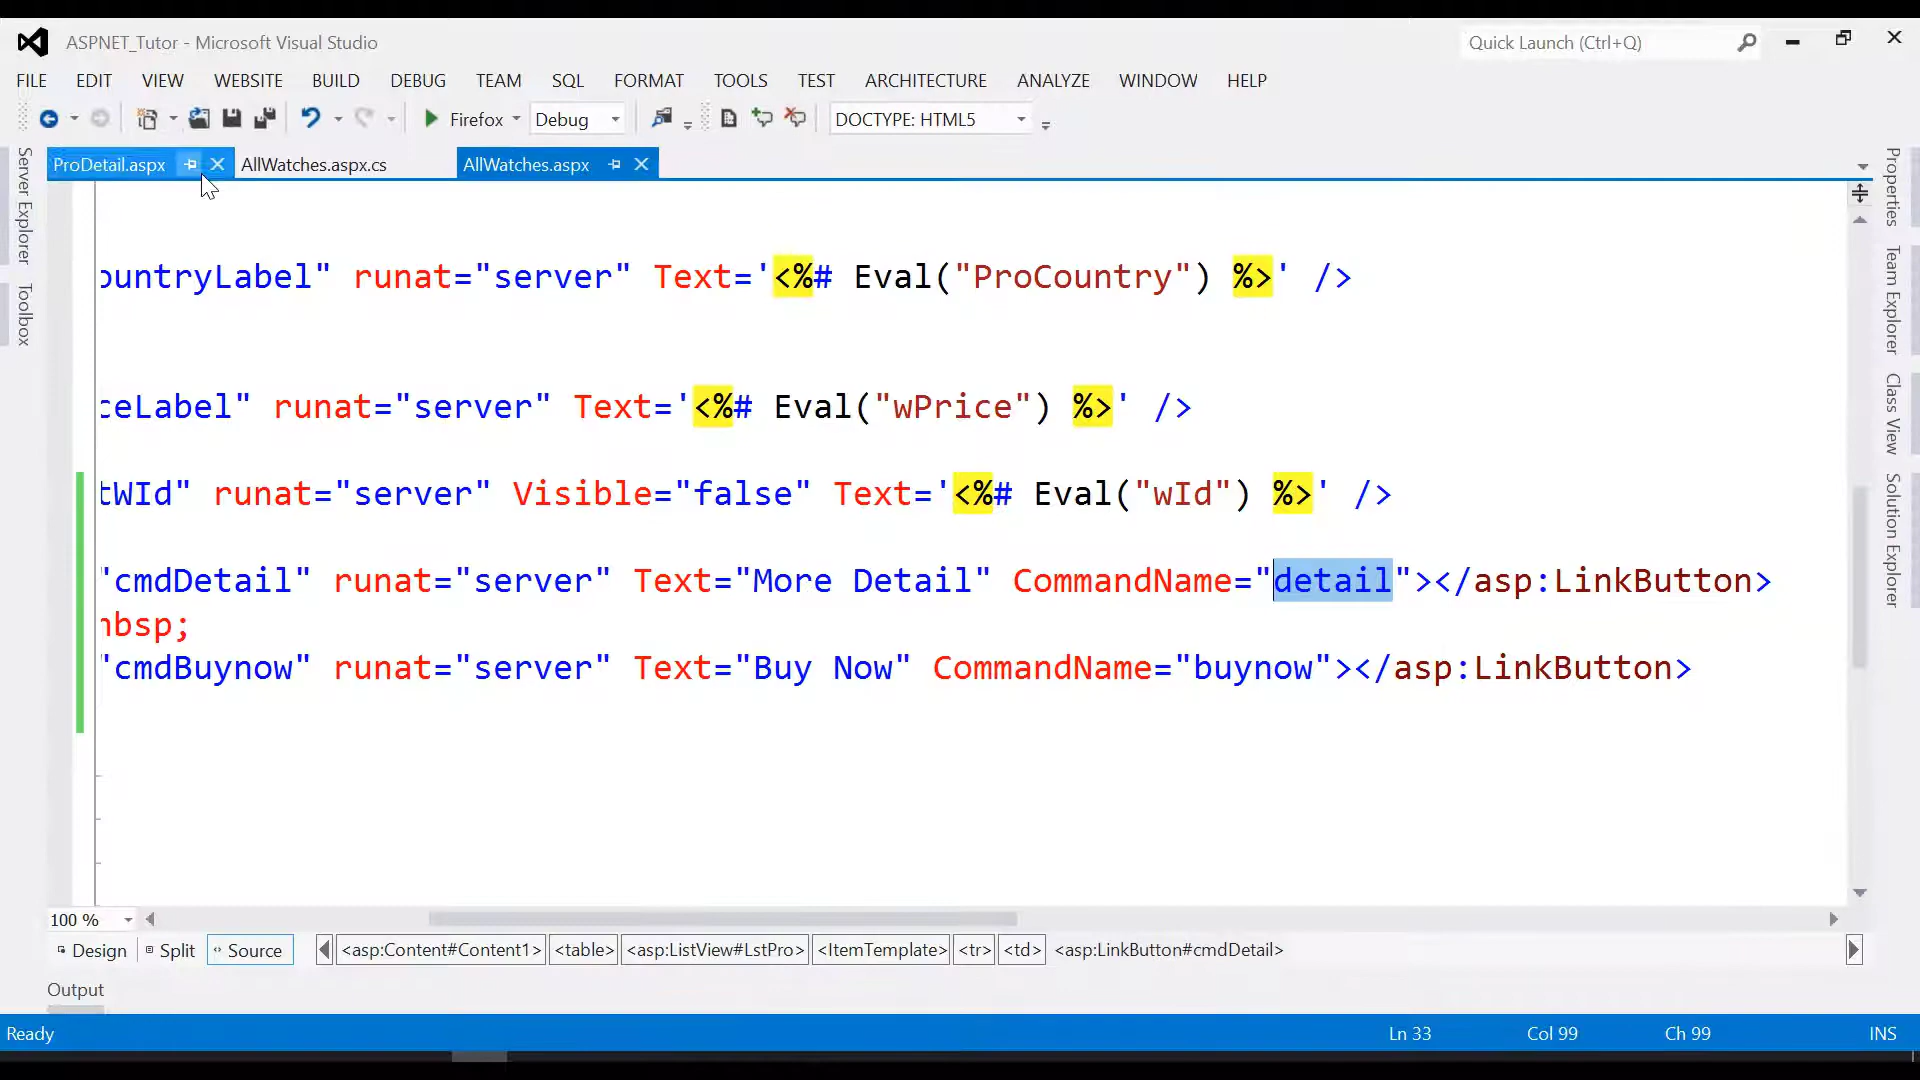 ASPNET_Tutor - Microsoft Visual Studio
Quick Launch (Ctrl+Q)
FILE EDIT VIEW WEBSITE BUILD DEBUG TEAM SQL FORMAT TOOLS TEST ARCHITECTURE ANALYZE WINDOW HELP
Firefox Debug DOCTYPE: HTML5
ProDetail.aspx AllWatches.aspx.cs AllWatches.aspx
Server Explorer
Toolbox
ountryLabel" runat="server" Text='<%# Eval("ProCountry") %>' />
ceLabel" runat="server" Text='<%# Eval("wPrice") %>' />
tWId" runat="server" Visible="false" Text='<%# Eval("wId") %>' />
"cmdDetail" runat="server" Text="More Detail" CommandName="detail"></asp:LinkButton>
nbsp;
"cmdBuynow" runat="server" Text="Buy Now" CommandName="buynow"></asp:LinkButton>
Properties
Team Explorer
Class View
Solution Explorer
100 %
Design Split Source <asp:Content#Content1> <table> <asp:ListView#LstPro> <ItemTemplate> <tr> <td> <asp:LinkButton#cmdDetail>
Output
Ready Ln 33 Col 99 Ch 99 INS